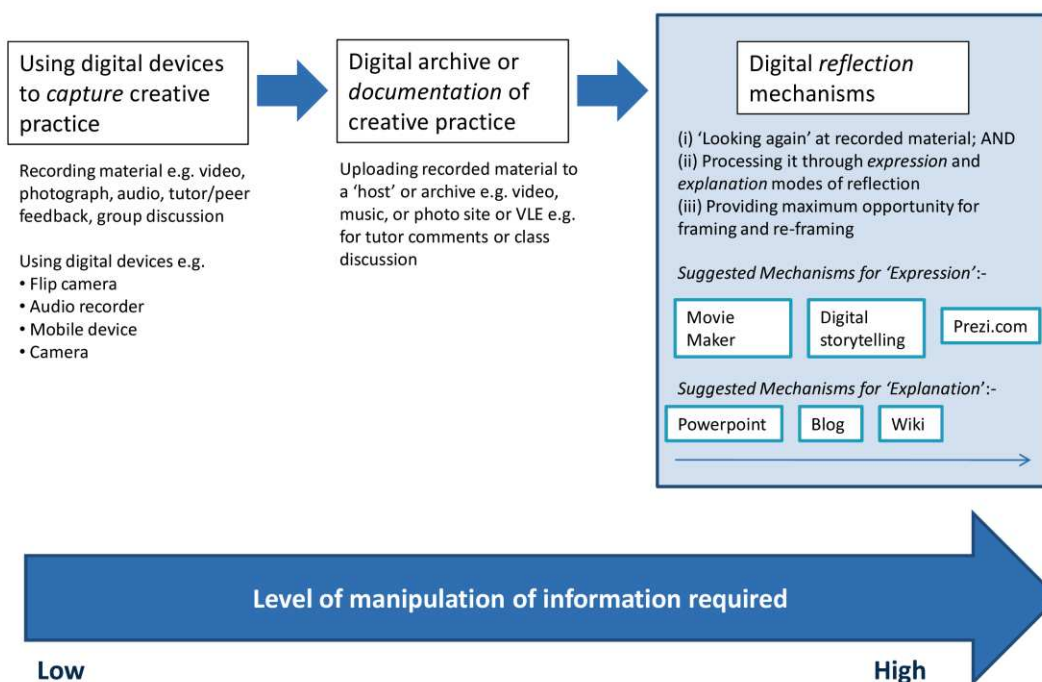 Using digital devices
to capture creative
practice
Recording material e.g. video,
photograph, audio, tutor/peer
feedback, group discussion
Using digital devices e.g.
• Flip camera
• Audio recorder
• Mobile device
• Camera
Digital archive or
documentation of
creative practice
Uploading recorded material to
a ‘host’ or archive e.g. video,
music, or photo site or VLE e.g.
for tutor comments or class
discussion
Digital reflection
mechanisms
(i) ‘Looking again’ at recorded material; AND
(ii) Processing it through expression and
explanation modes of reflection
(iii) Providing maximum opportunity for
framing and re-framing
Suggested Mechanisms for ‘Expression’:-
Movie
Maker
Digital
storytelling
Prezi.com
Suggested Mechanisms for ‘Explanation’:-
Powerpoint
Blog
Wiki
Level of manipulation of information required
Low
High